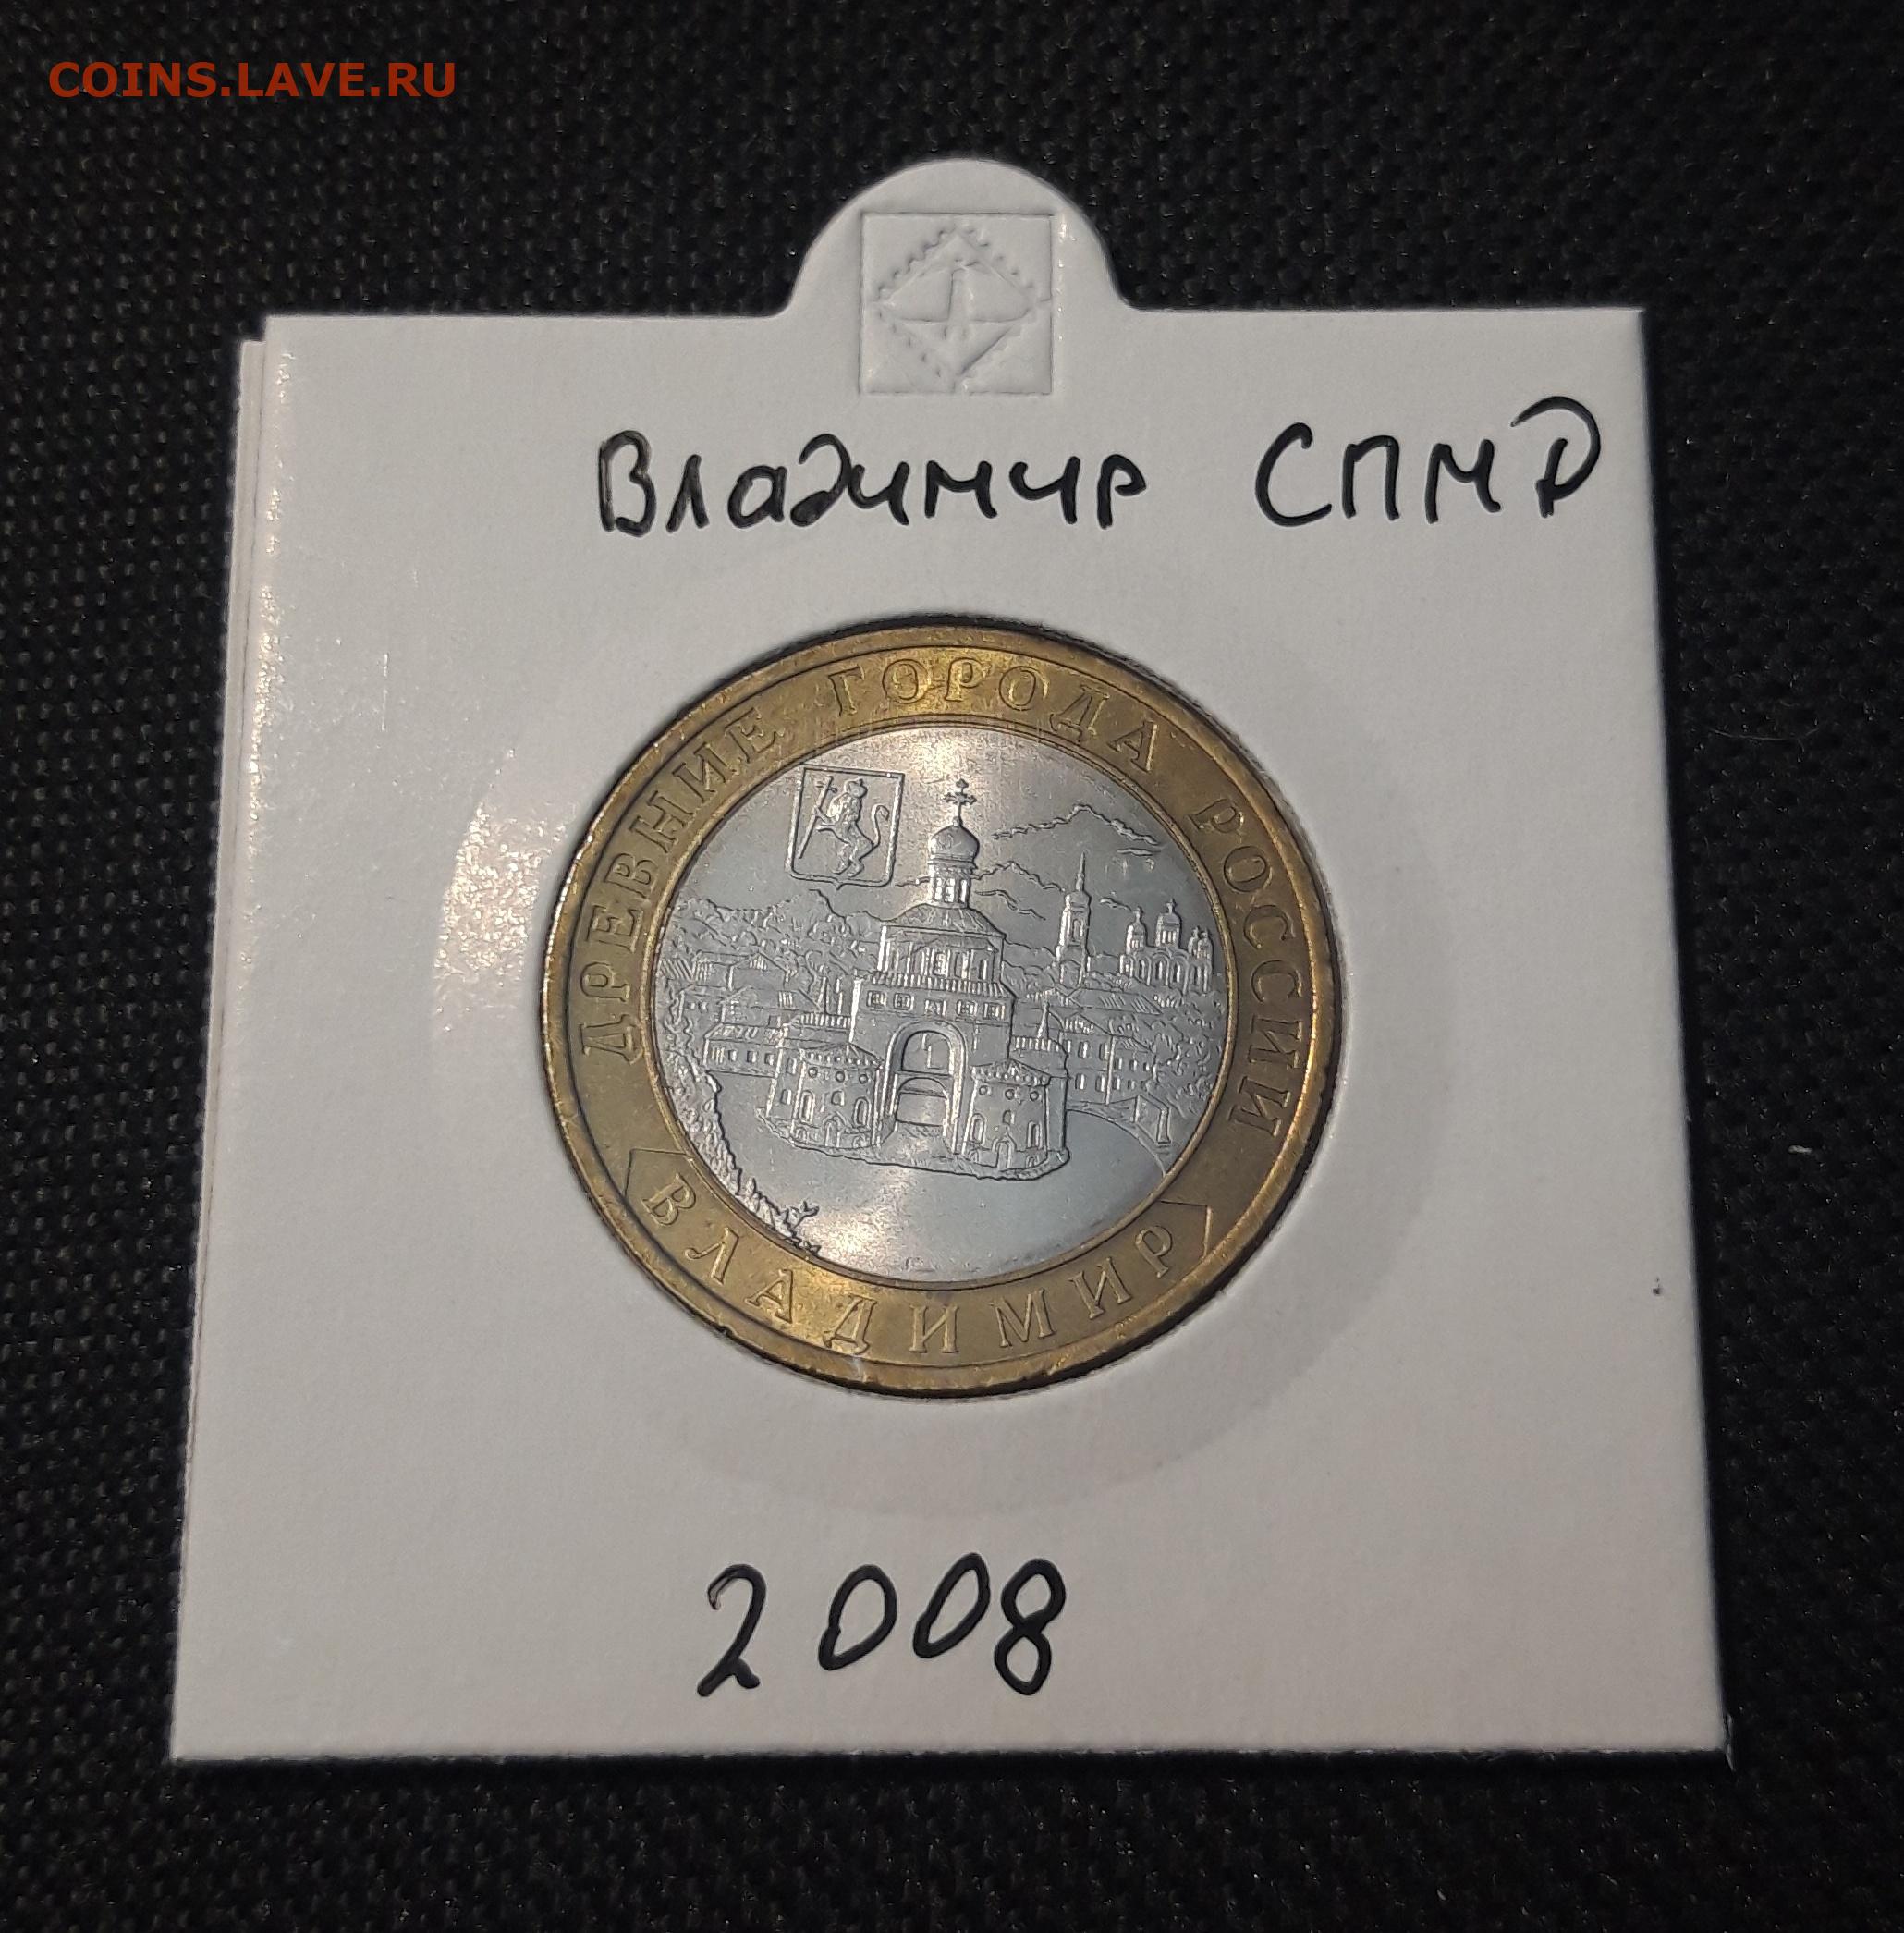 COINS.LAVE.RU
Владимир СПМД
ДРЕВНИЕ ГОРОДА РОССИИ
ВЛАДИМИР
2008